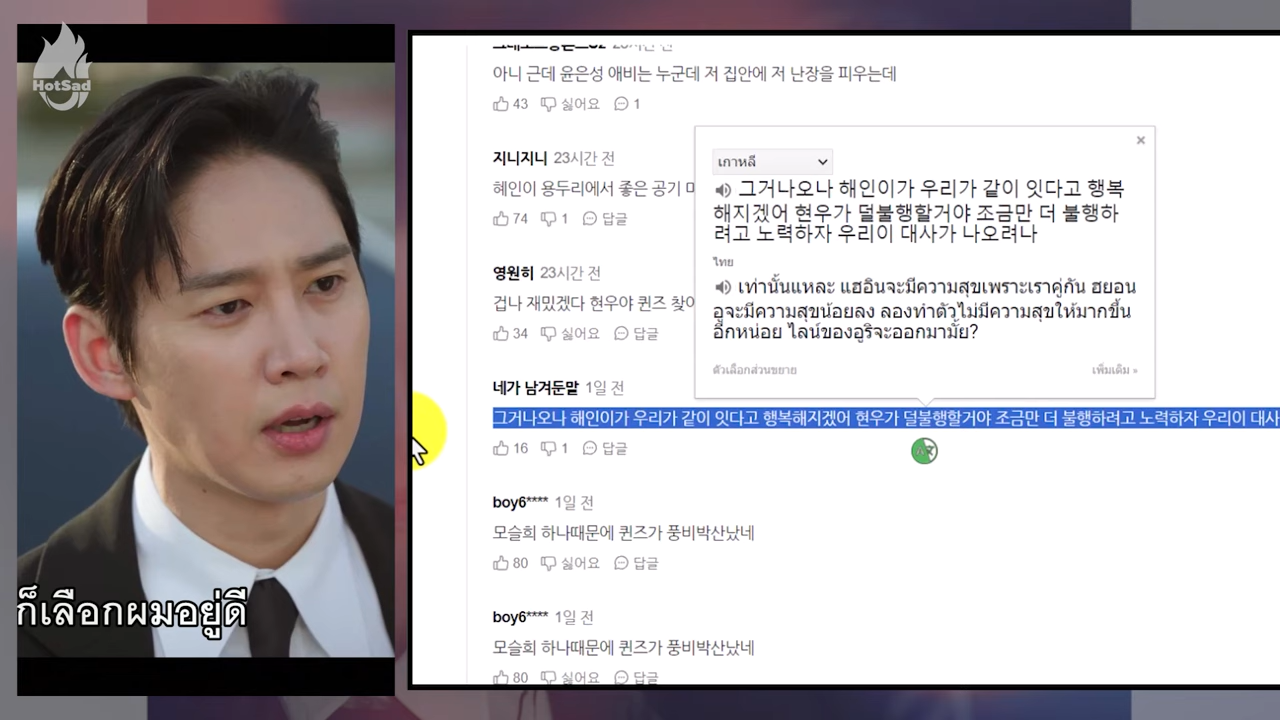 HotSad
ก็เลือกผมอยู่ดี
23시간 전
아니 근데 윤은성 애비는 누군데 저 집안에 저 난장을 피우는데
43 싫어요 1
지니지니 23시간 전
혜인이 용두리에서 좋은 공기
74 1 답글
영원히 23시간 전
겁나 재밌겠다 현우야 퀸즈 찾
34 싫어요 답글
네가 남겨둔말 1일 전
그거나오나 해인이가 우리가 같이 잇다고 행복해지겠어 현우가 덜불행할거야 조금만 더 불행하려고 노력하자 우리이 대사
16 1 답글
boy6**** 1일 전
모슬희 하나때문에 퀸즈가 풍비박산났네
80 싫어요 답글
boy6**** 1일 전
모슬희 하나때문에 퀸즈가 풍비박산났네
80 싫어요 답글
เกาหลี
그거나오나 해인이가 우리가 같이 잇다고 행복
해지겠어 현우가 덜불행할거야 조금만 더 불행하
려고 노력하자 우리이 대사가 나오려나
ไทย
เท่านั้นแหละ แฮอินจะมีความสุขเพราะเราคู่กัน ฮยอน
อูจะมีความสุขน้อยลง ลองทำตัวไม่มีความสุขให้มากขึ้น
อีกหน่อย ไลน์ของอูริจะออกมามั้ย?
ตัวเลือกส่วนขยาย
เพิ่มเติม »